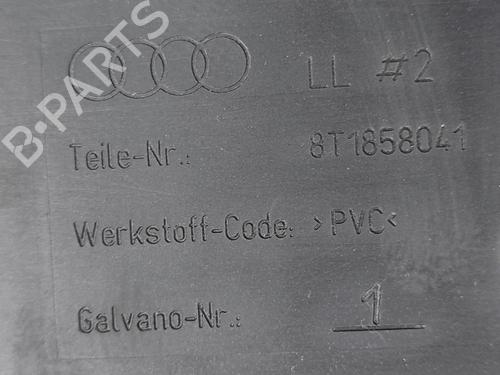 LL #2
Teile-Nr.: 8T1858041
Werkstoff-Code: >PVC<
Galvano-Nr.: 1
B-PARTS